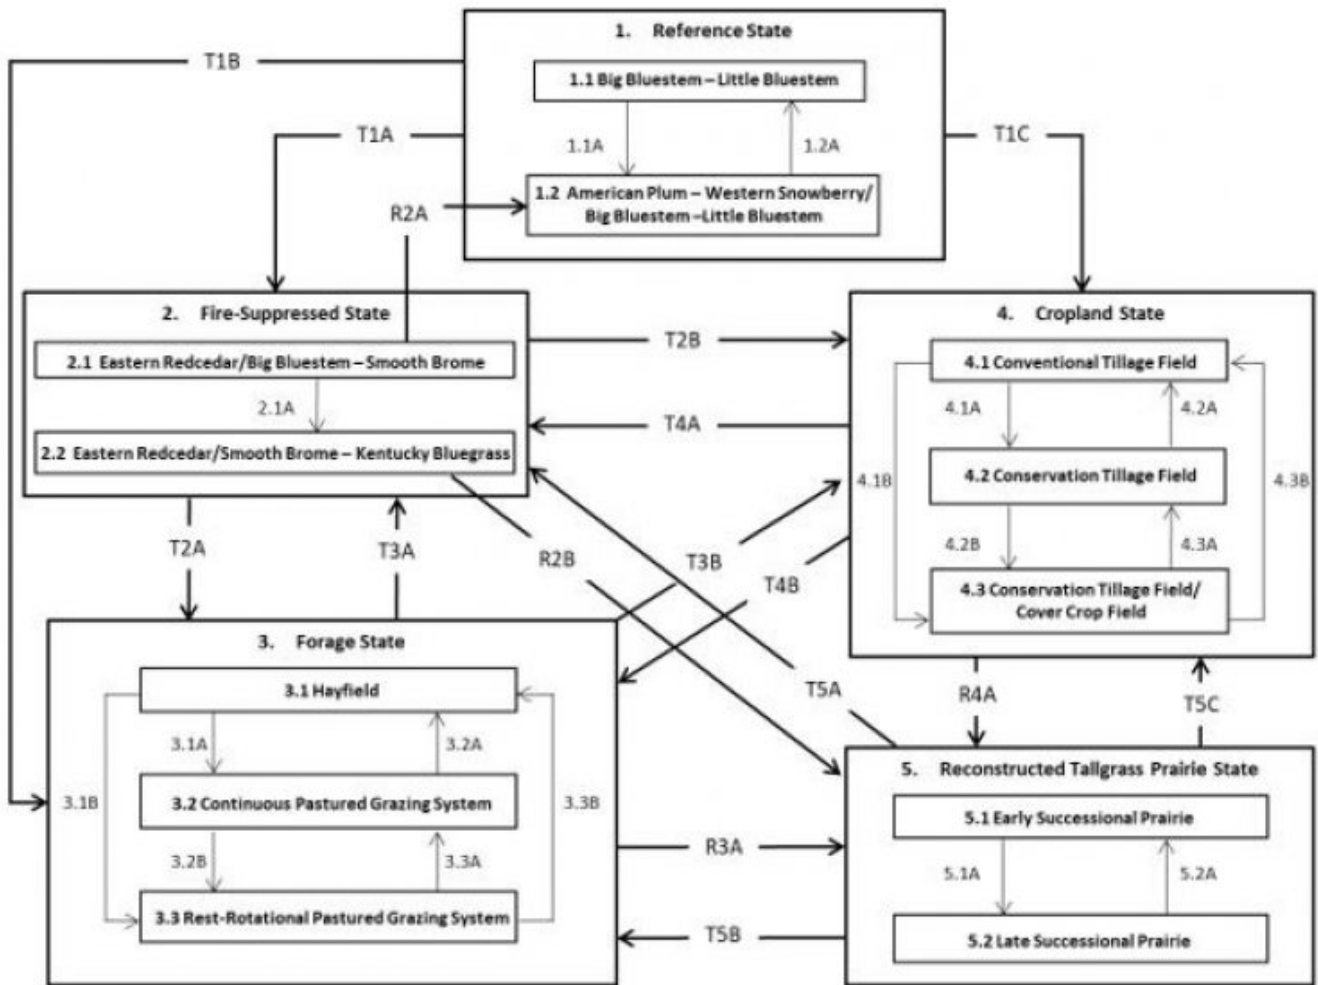 1. Reference State
T1B
1.1 Big Bluestem – Little Bluestem
T1A
1.1A
1.2A
T1C
1.2 American Plum – Western Snowberry/
Big Bluestem –Little Bluestem
R2A
2. Fire-Suppressed State
2.1 Eastern Redcedar/Big Bluestem – Smooth Brome
2.1A
2.2 Eastern Redcedar/Smooth Brome – Kentucky Bluegrass
T2B
T4A
4. Cropland State
4.1 Conventional Tillage Field
4.1A
4.2A
4.2 Conservation Tillage Field
4.1B
4.3B
4.2B
4.3A
4.3 Conservation Tillage Field/
Cover Crop Field
T2A
T3A
R2B
T3B
T4B
T5A
R4A
T5C
3. Forage State
3.1 Hayfield
3.1A
3.2A
3.2 Continuous Pastured Grazing System
3.1B
3.3B
3.2B
3.3A
3.3 Rest-Rotational Pastured Grazing System
R3A
T5B
5. Reconstructed Tallgrass Prairie State
5.1 Early Successional Prairie
5.1A
5.2A
5.2 Late Successional Prairie